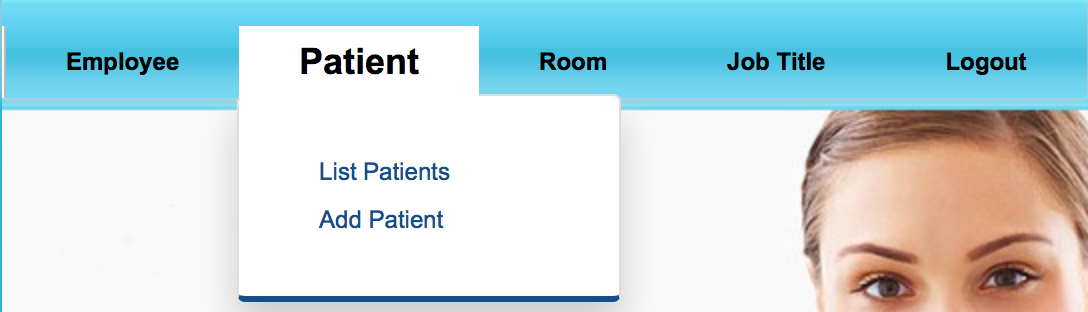 Employee Patient Room Job Title Logout
List Patients
Add Patient